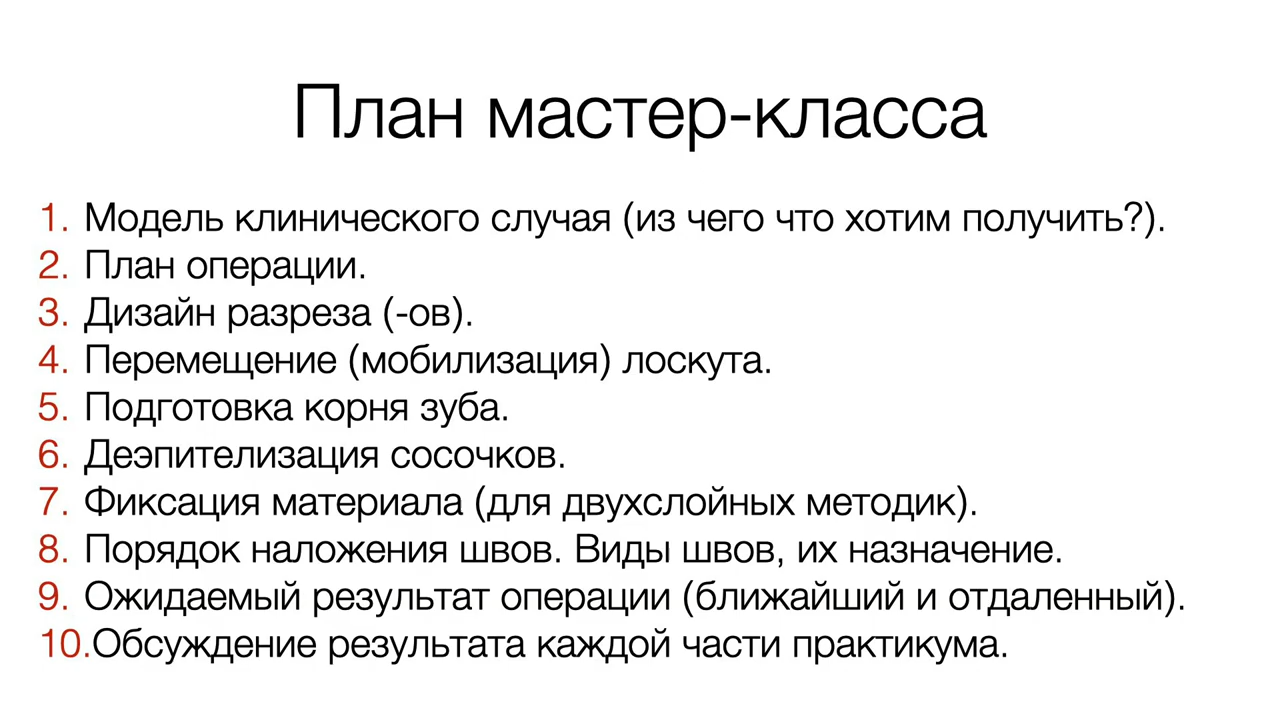 План мастер-класса
1. Модель клинического случая (из чего что хотим получить?).
2. План операции.
3. Дизайн разреза (-ов).
4. Перемещение (мобилизация) лоскута.
5. Подготовка корня зуба.
6. Деэпителизация сосочков.
7. Фиксация материала (для двухслойных методик).
8. Порядок наложения швов. Виды швов, их назначение.
9. Ожидаемый результат операции (ближайший и отдаленный).
10.Обсуждение результата каждой части практикума.